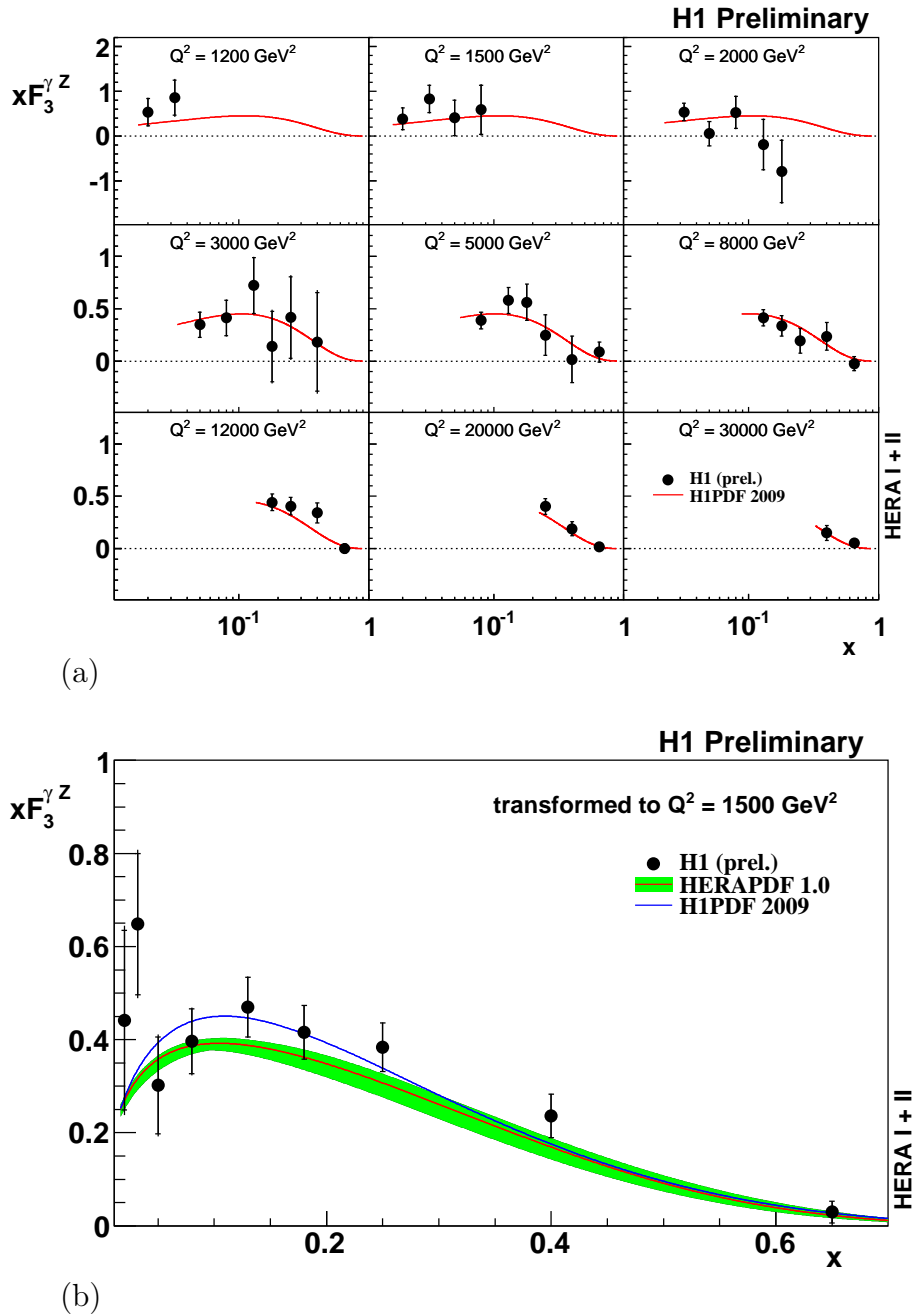 H1 Preliminary
xF₃^γ Z
Q² = 1200 GeV²
Q² = 1500 GeV²
Q² = 2000 GeV²
2
1
0
-1
Q² = 3000 GeV²
Q² = 5000 GeV²
Q² = 8000 GeV²
1
0.5
0
Q² = 12000 GeV²
Q² = 20000 GeV²
Q² = 30000 GeV²
1
0.5
0
H1 (prel.)
H1PDF 2009
HERA I + II
10⁻¹
1
10⁻¹
1
10⁻¹
1
x
(a)
H1 Preliminary
xF₃^γ Z
transformed to Q² = 1500 GeV²
H1 (prel.)
HERAPDF 1.0
H1PDF 2009
1
0.8
0.6
0.4
0.2
0
0.2
0.4
0.6
x
HERA I + II
(b)